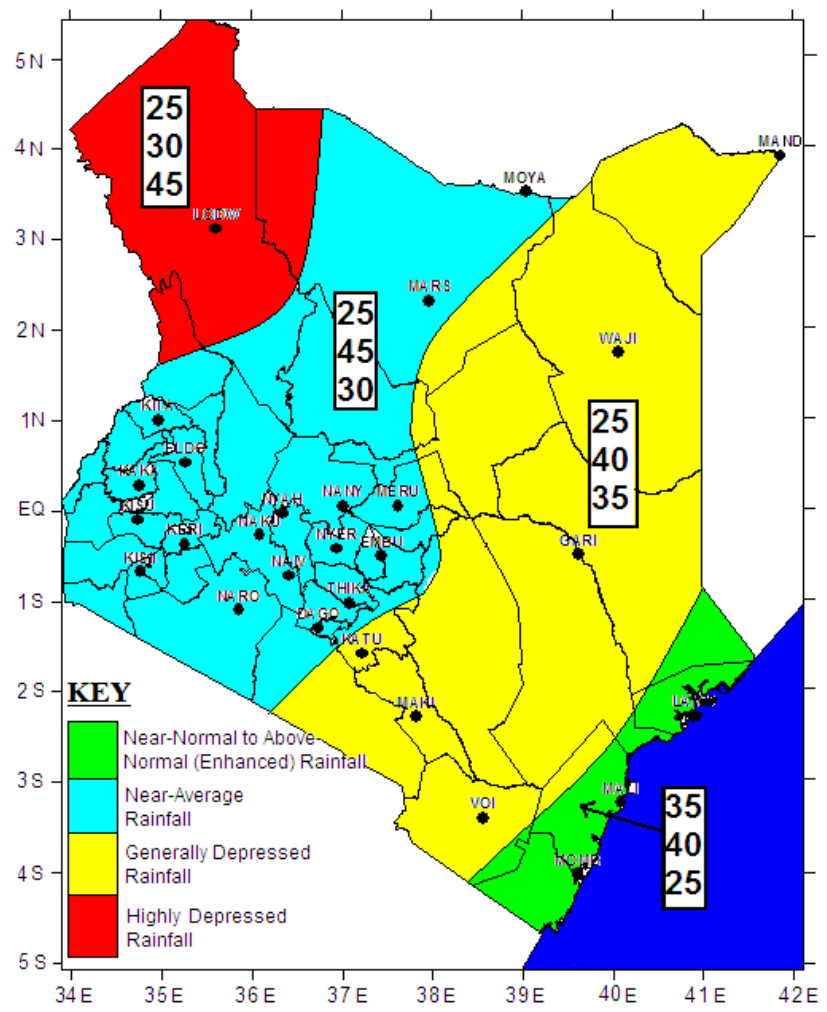 5 N
4 N
3 N
2 N
1 N
EQ
1 S
2 S
3 S
4 S
5 S
34 E
35 E
36 E
37 E
38 E
39 E
40 E
41 E
42 E
25
30
45
LODW
MAND
MOYA
MARS
25
45
30
WAJI
25
40
35
KITA
ELDO
KAKA
KISU
NYAH
NANY
MERU
KERI
NAKU
NYER
EMBU
GARI
KISII
NAIV
NARO
THIKA
DAGO
KATU
MAKI
LAMU
VOI
MALI
MOMB
35
40
25
KEY
Near-Normal to Above-
Normal (Enhanced) Rainfall
Near-Average
Rainfall
Generally Depressed
Rainfall
Highly Depressed
Rainfall